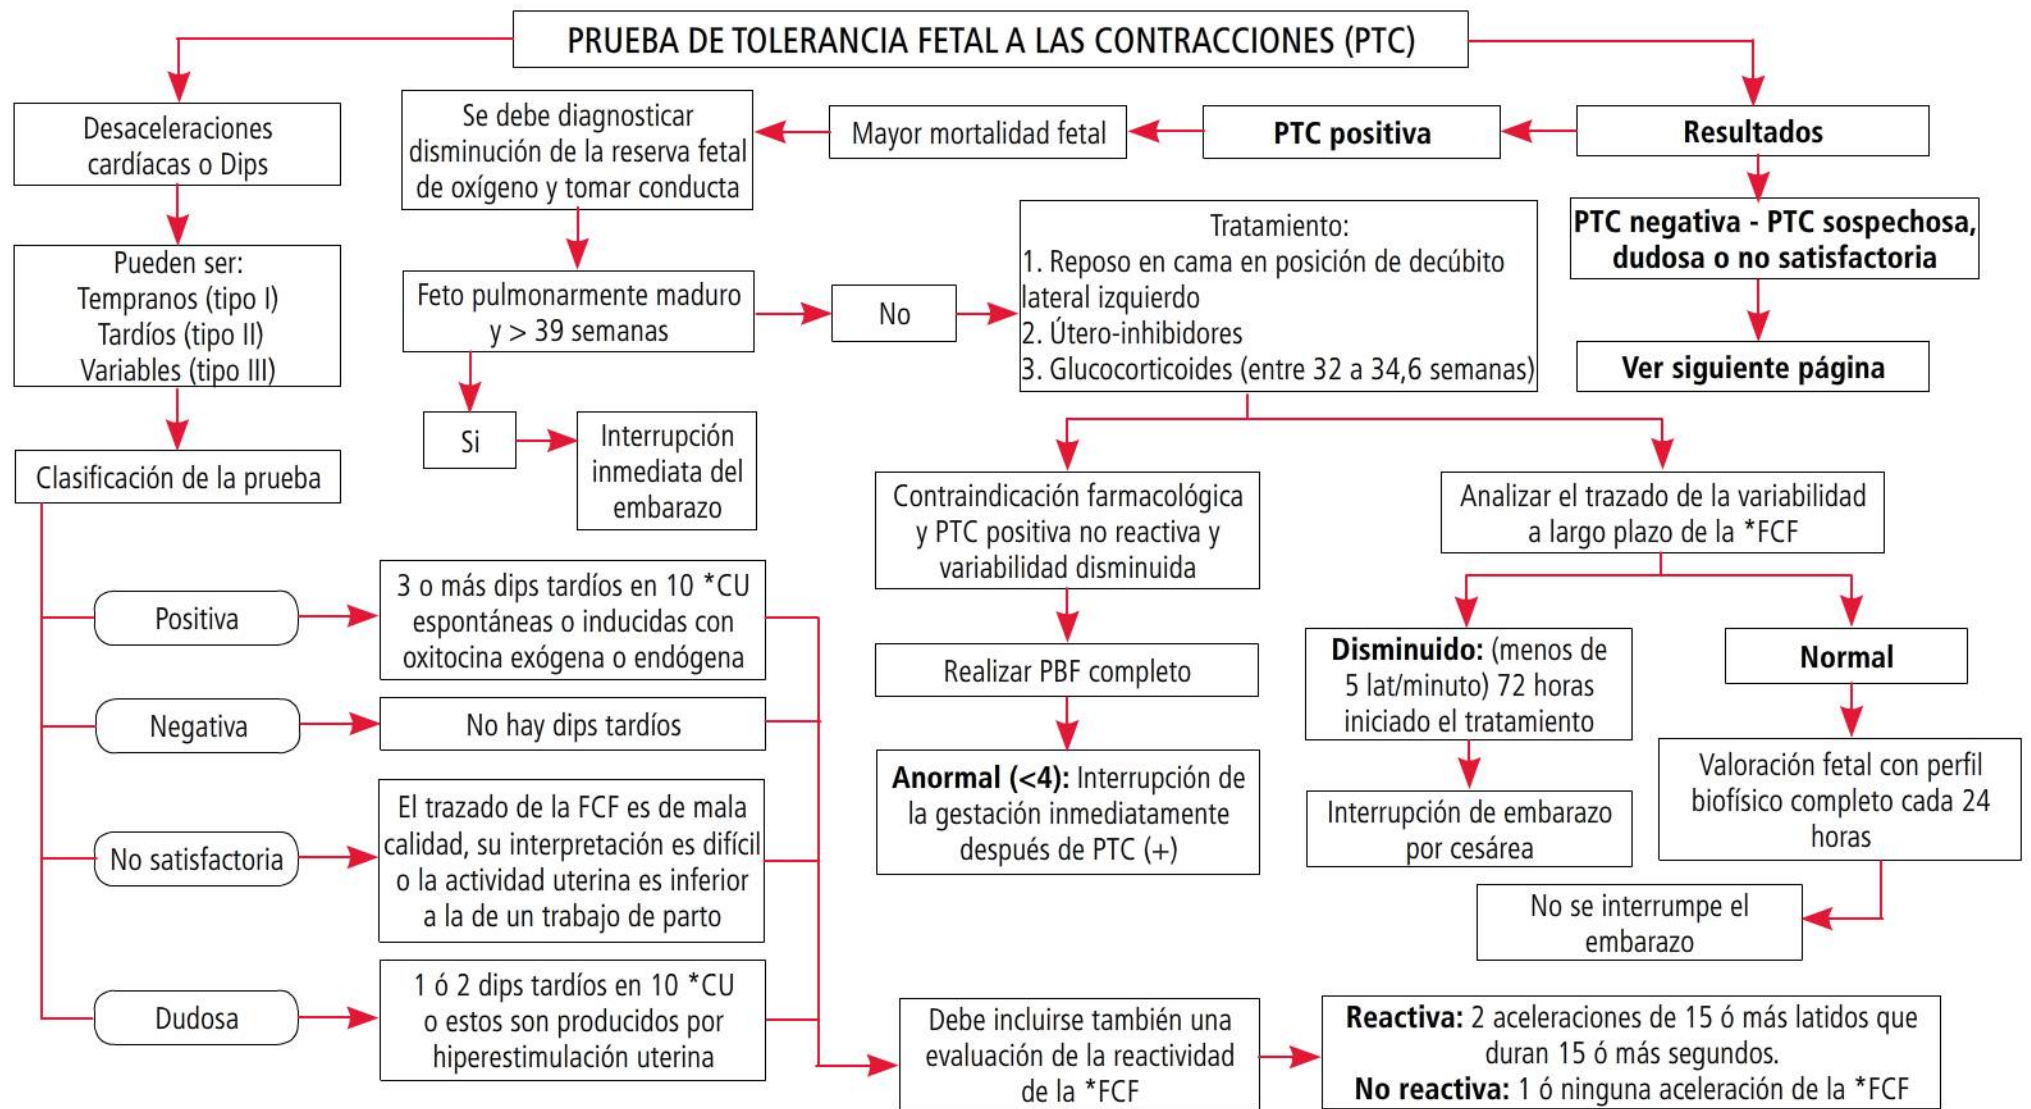 PRUEBA DE TOLERANCIA FETAL A LAS CONTRACCIONES (PTC)
Desaceleraciones
cardíacas o Dips
Se debe diagnosticar
disminución de la reserva fetal
de oxígeno y tomar conducta
Mayor mortalidad fetal
PTC positiva
Resultados
PTC negativa - PTC sospechosa,
dudosa o no satisfactoria
Ver siguiente página
Pueden ser:
Tempranos (tipo I)
Tardíos (tipo II)
Variables (tipo III)
Feto pulmonarmente maduro
y > 39 semanas
No
Tratamiento:
1. Reposo en cama en posición de decúbito
lateral izquierdo
2. Útero-inhibidores
3. Glucocorticoides (entre 32 a 34,6 semanas)
Si
Interrupción
inmediata del
embarazo
Clasificación de la prueba
Contraindicación farmacológica
y PTC positiva no reactiva y
variabilidad disminuida
Analizar el trazado de la variabilidad
a largo plazo de la *FCF
Positiva
3 o más dips tardíos en 10 *CU
espontáneas o inducidas con
oxitocina exógena o endógena
Realizar PBF completo
Disminuido: (menos de
5 lat/minuto) 72 horas
iniciado el tratamiento
Normal
Negativa
No hay dips tardíos
Anormal (<4): Interrupción de
la gestación inmediatamente
después de PTC (+)
Interrupción de embarazo
por cesárea
Valoración fetal con perfil
biofísico completo cada 24
horas
No satisfactoria
El trazado de la FCF es de mala
calidad, su interpretación es difícil
o la actividad uterina es inferior
a la de un trabajo de parto
No se interrumpe el
embarazo
Dudosa
1 ó 2 dips tardíos en 10 *CU
o estos son producidos por
hiperestimulación uterina
Debe incluirse también una
evaluación de la reactividad
de la *FCF
Reactiva: 2 aceleraciones de 15 ó más latidos que
duran 15 ó más segundos.
No reactiva: 1 ó ninguna aceleración de la *FCF